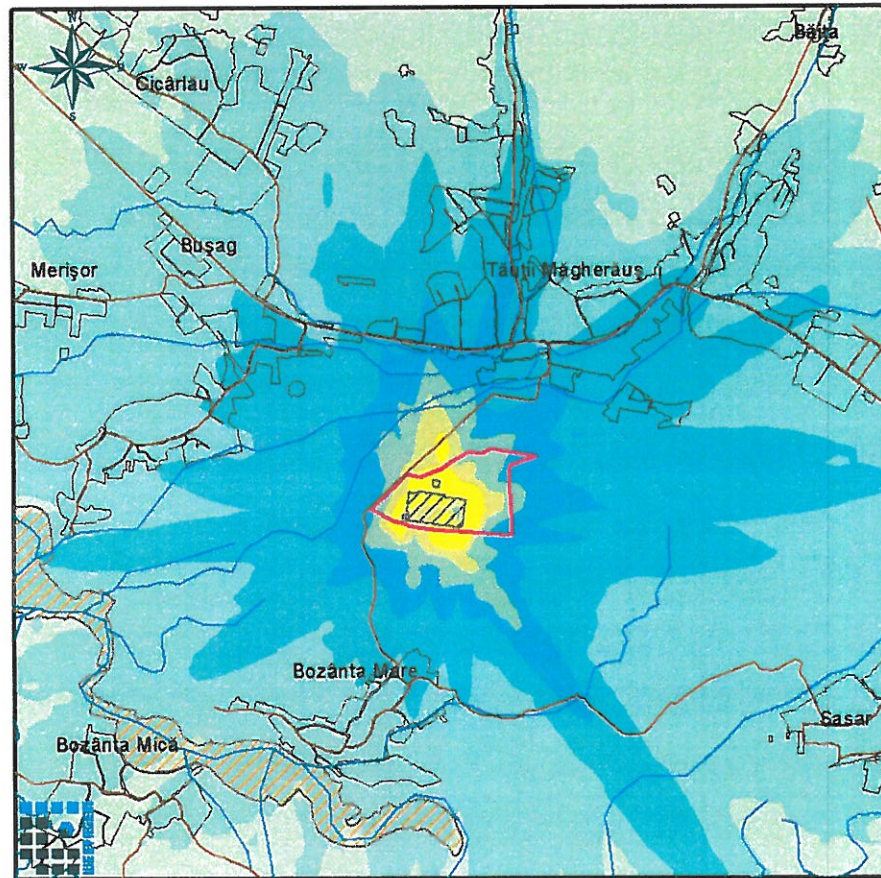 N
Băița
Cicârlau
W
S
Bușag
Merișor
Tăuții Măgherăuș
Bozânta Mare
Bozânta Mică
Sasar